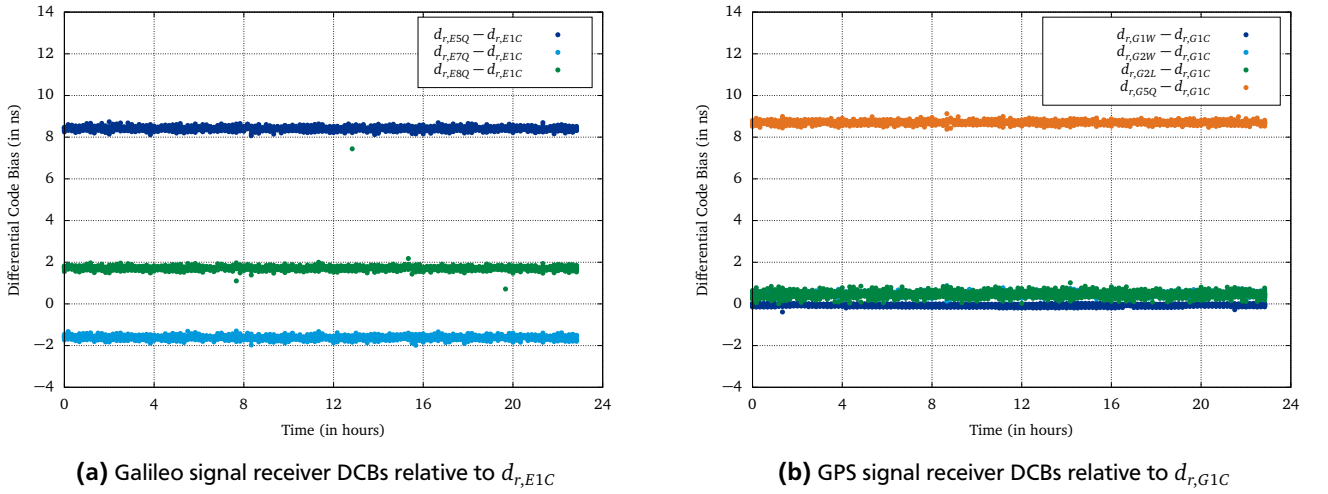 14
12
10
8
6
4
2
0
−2
−4
Differential Code Bias (in ns)
d_{r,E5Q} − d_{r,E1C}
d_{r,E7Q} − d_{r,E1C}
d_{r,E8Q} − d_{r,E1C}
0 4 8 12 16 20 24
Time (in hours)
(a) Galileo signal receiver DCBs relative to d_{r,E1C}
14
12
10
8
6
4
2
0
−2
−4
Differential Code Bias (in ns)
d_{r,G1W} − d_{r,G1C}
d_{r,G2W} − d_{r,G1C}
d_{r,G2L} − d_{r,G1C}
d_{r,G5Q} − d_{r,G1C}
0 4 8 12 16 20 24
Time (in hours)
(b) GPS signal receiver DCBs relative to d_{r,G1C}